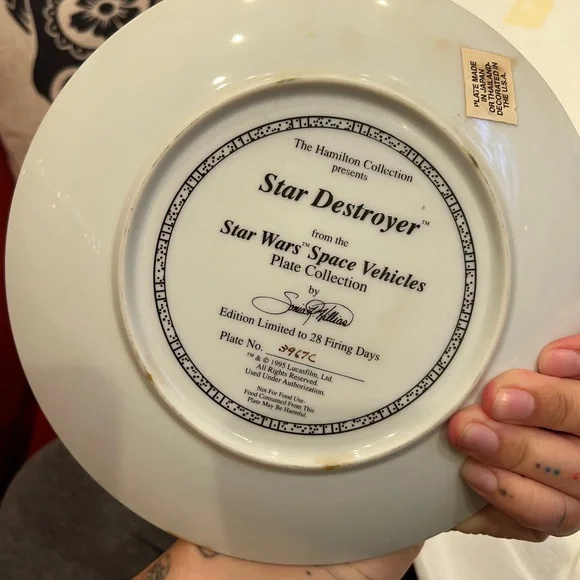 PLATE MADE
IN JAPAN
OR THAILAND-
DECORATED IN
THE U.S.A.
The Hamilton Collection
presents
Star Destroyer™
from the
Star Wars™ Space Vehicles
Plate Collection
by
Edition Limited to 28 Firing Days
Plate No. 3967C
™ & © 1995 Lucasfilm, Ltd.
All Rights Reserved.
Used Under Authorization.
Not For Food Use-
Food Consumed From This
Plate May Be Harmful.